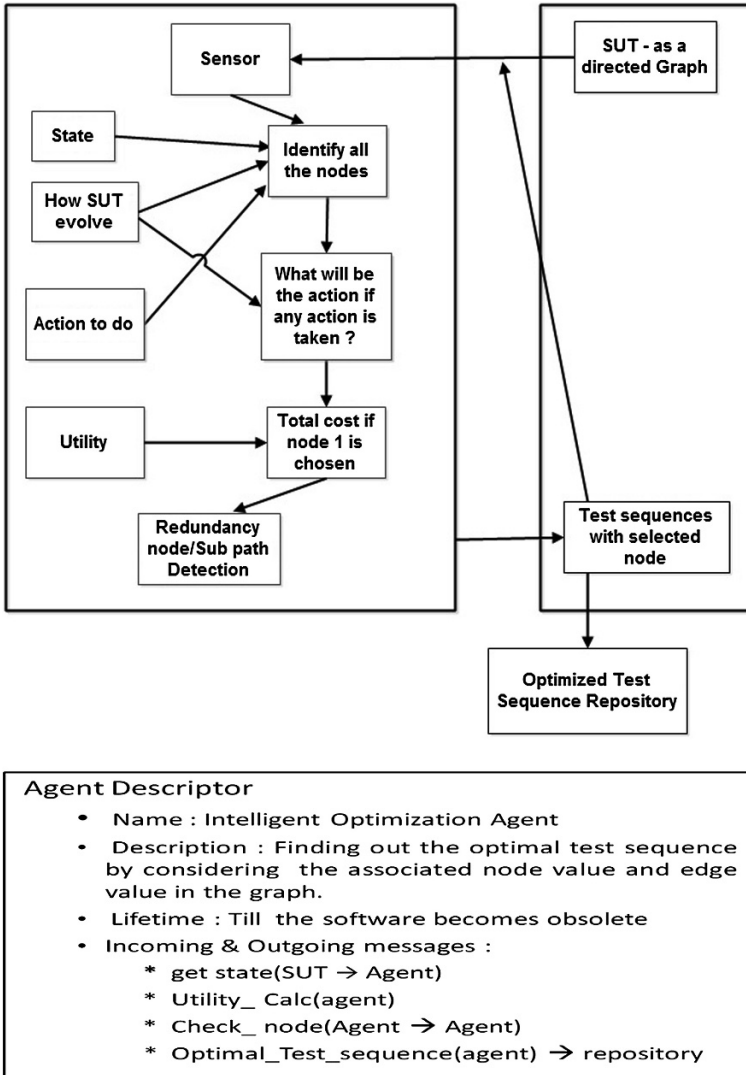 Sensor
SUT - as a
directed Graph
State
Identify all
the nodes
How SUT
evolve
What will be
the action if
any action is
taken ?
Action to do
Utility
Total cost if
node 1 is
chosen
Redundancy
node/Sub path
Detection
Test sequences
with selected
node
Optimized Test
Sequence Repository
Agent Descriptor
• Name : Intelligent Optimization Agent
• Description : Finding out the optimal test sequence
by considering the associated node value and edge
value in the graph.
• Lifetime : Till the software becomes obsolete
• Incoming & Outgoing messages :
* get state(SUT → Agent)
* Utility_ Calc(agent)
* Check_ node(Agent → Agent)
* Optimal_Test_sequence(agent) → repository